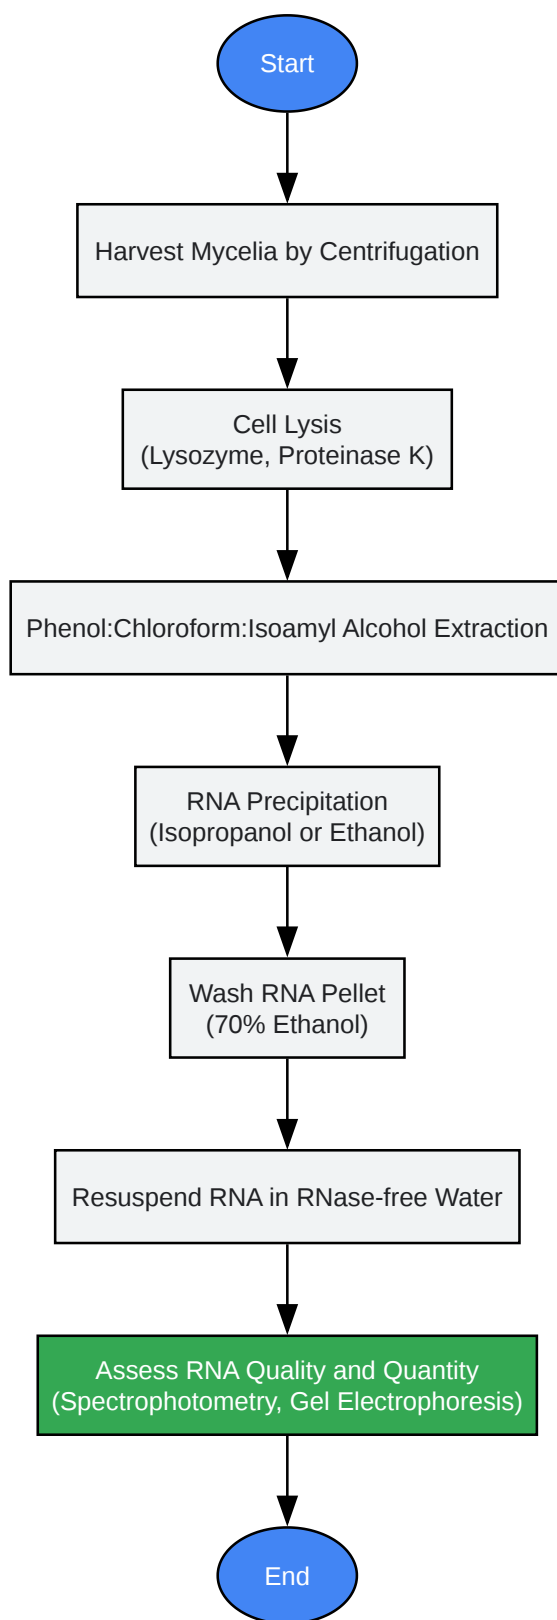 Start
Harvest Mycelia by Centrifugation
Cell Lysis
(Lysozyme, Proteinase K)
Phenol:Chloroform:Isoamyl Alcohol Extraction
RNA Precipitation
(Isopropanol or Ethanol)
Wash RNA Pellet
(70% Ethanol)
Resuspend RNA in RNase-free Water
Assess RNA Quality and Quantity
(Spectrophotometry, Gel Electrophoresis)
End